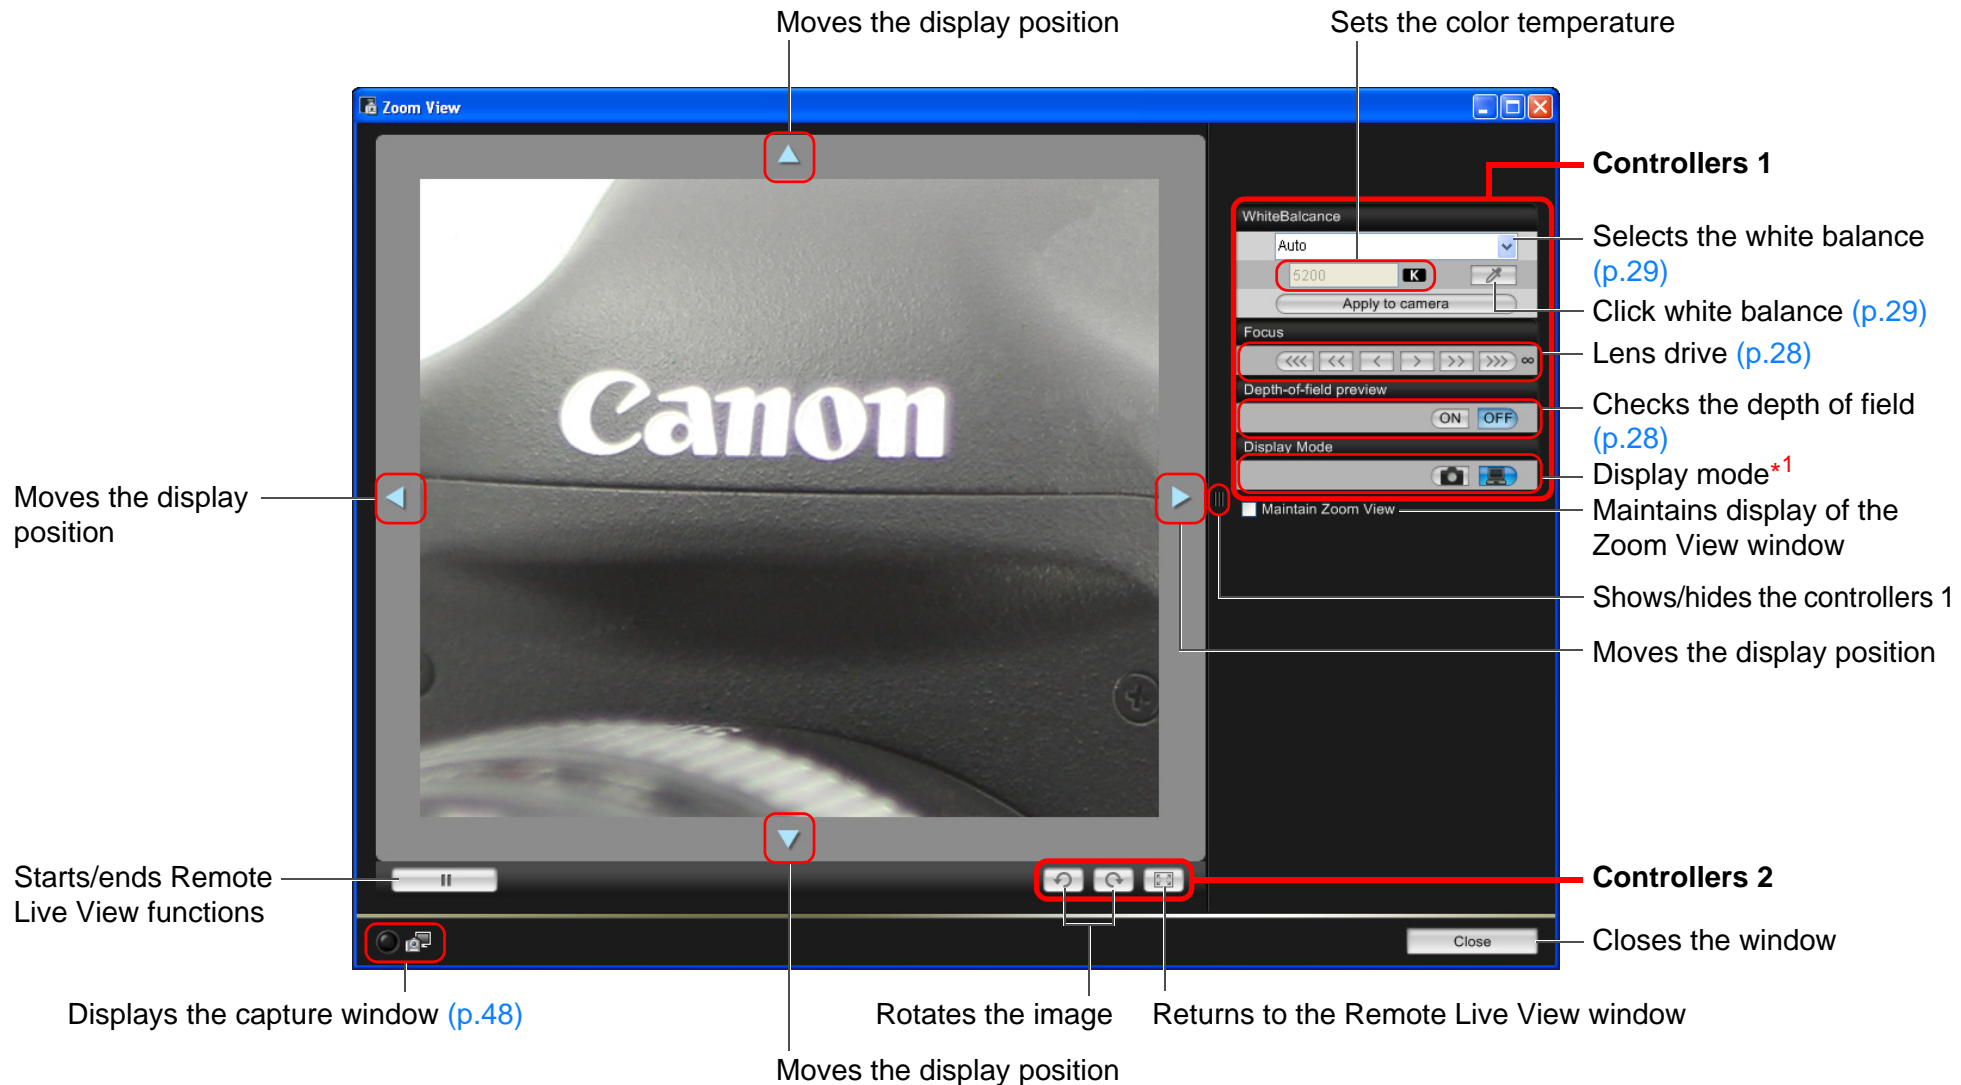 Moves the display position
Sets the color temperature
Zoom View
Controllers 1
WhiteBalcance
Auto
Selects the white balance
(p.29)
5200 K
Apply to camera
Click white balance (p.29)
Focus
<<< << < > >> >>> ∞
Lens drive (p.28)
Depth-of-field preview
ON OFF
Checks the depth of field
(p.28)
Display Mode
Display mode*1
Maintain Zoom View
Maintains display of the
Zoom View window
Canon
Moves the display
position
Shows/hides the controllers 1
Moves the display position
Starts/ends Remote
Live View functions
Controllers 2
Close
Closes the window
Displays the capture window (p.48)
Rotates the image
Returns to the Remote Live View window
Moves the display position